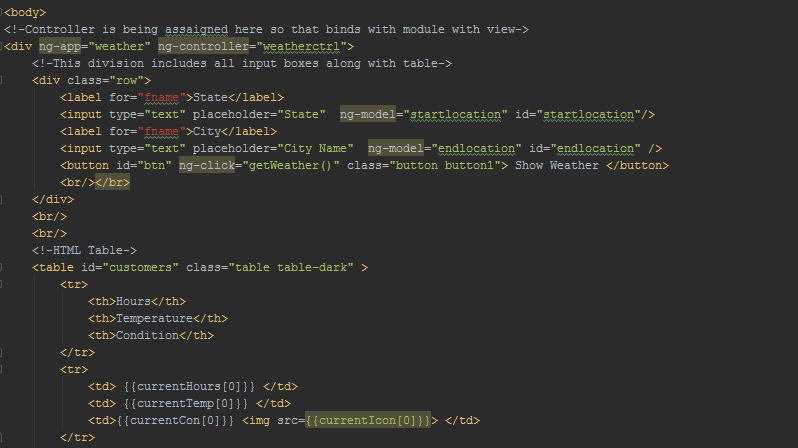 <body>
<!-Controller is being assaigned here so that binds with module with view->
<div ng-app="weather" ng-controller="weatherctrl">
<!-This division includes all input boxes along with table->
<div class="row">
<label for="fname">State</label>
<input type="text" placeholder="State"  ng-model="startlocation" id="startlocation"/>
<label for="fname">City</label>
<input type="text" placeholder="City Name"  ng-model="endlocation" id="endlocation" />
<button id="btn" ng-click="getWeather()" class="button button1"> Show Weather </button>
<br/></br>
</div>
<br/>
<br/>
<!-HTML Table->
<table id="customers" class="table table-dark" >
<tr>
<th>Hours</th>
<th>Temperature</th>
<th>Condition</th>
</tr>
<tr>
<td> {{currentHours[0]}} </td>
<td> {{currentTemp[0]}} </td>
<td>{{currentCon[0]}} <img src={{currentIcon[0]}}> </td>
</tr>